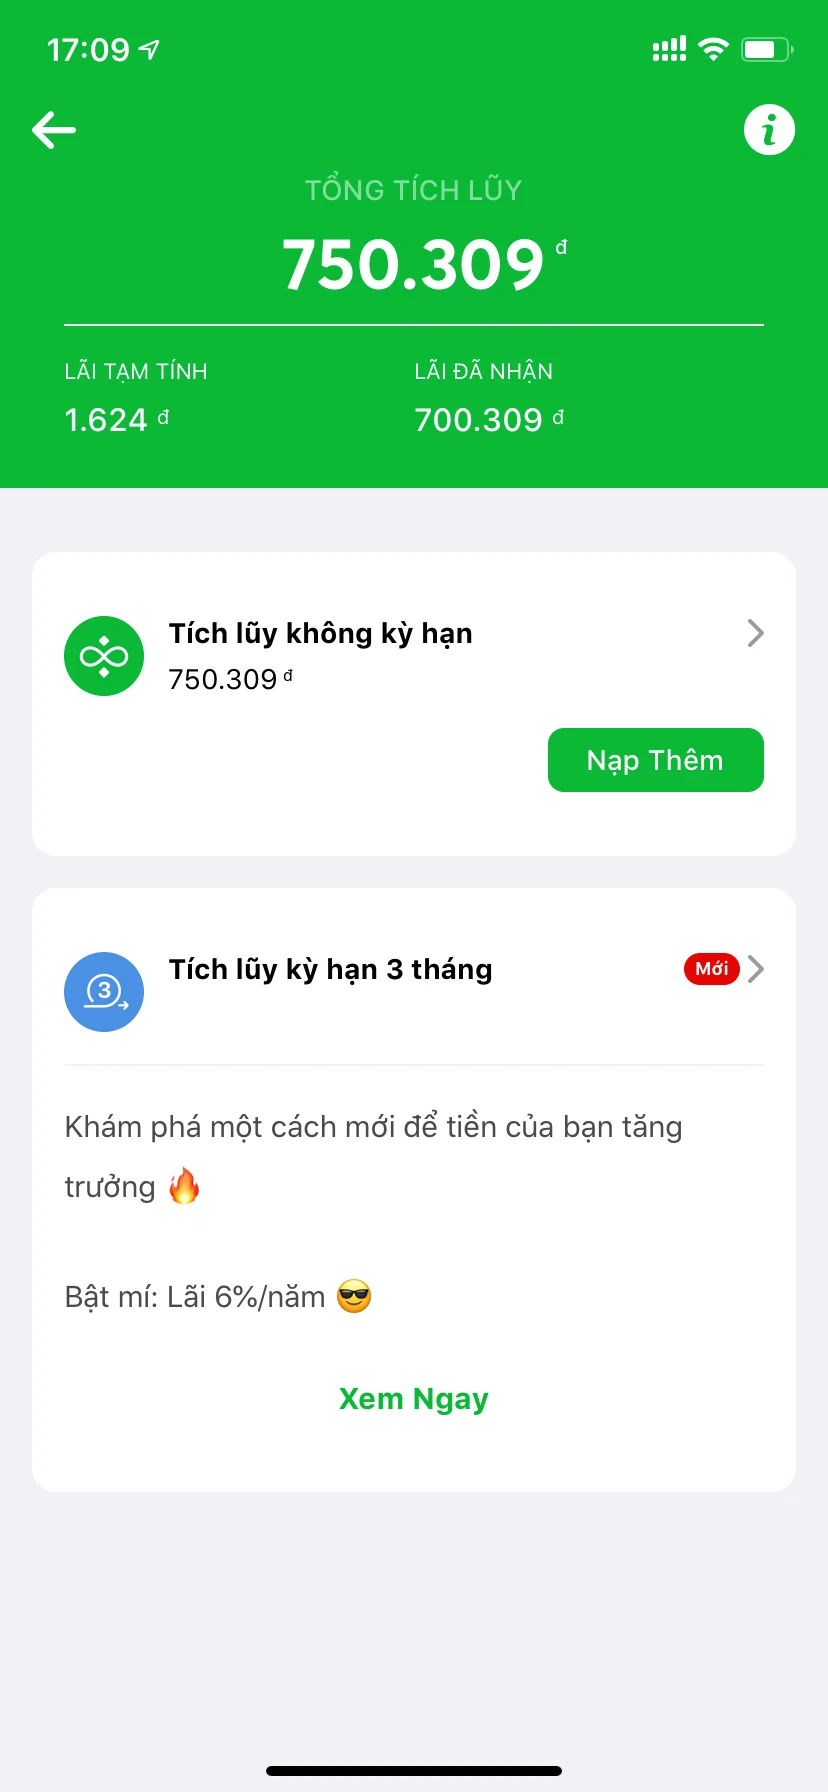 17:09
TỔNG TÍCH LŨY
750.309 đ
LÃI TẠM TÍNH
LÃI ĐÃ NHẬN
1.624 đ
700.309 đ
Tích lũy không kỳ hạn
750.309 đ
Nạp Thêm
3
Tích lũy kỳ hạn 3 tháng
Mới
Khám phá một cách mới để tiền của bạn tăng
trưởng 🔥
Bật mí: Lãi 6%/năm 😎
Xem Ngay